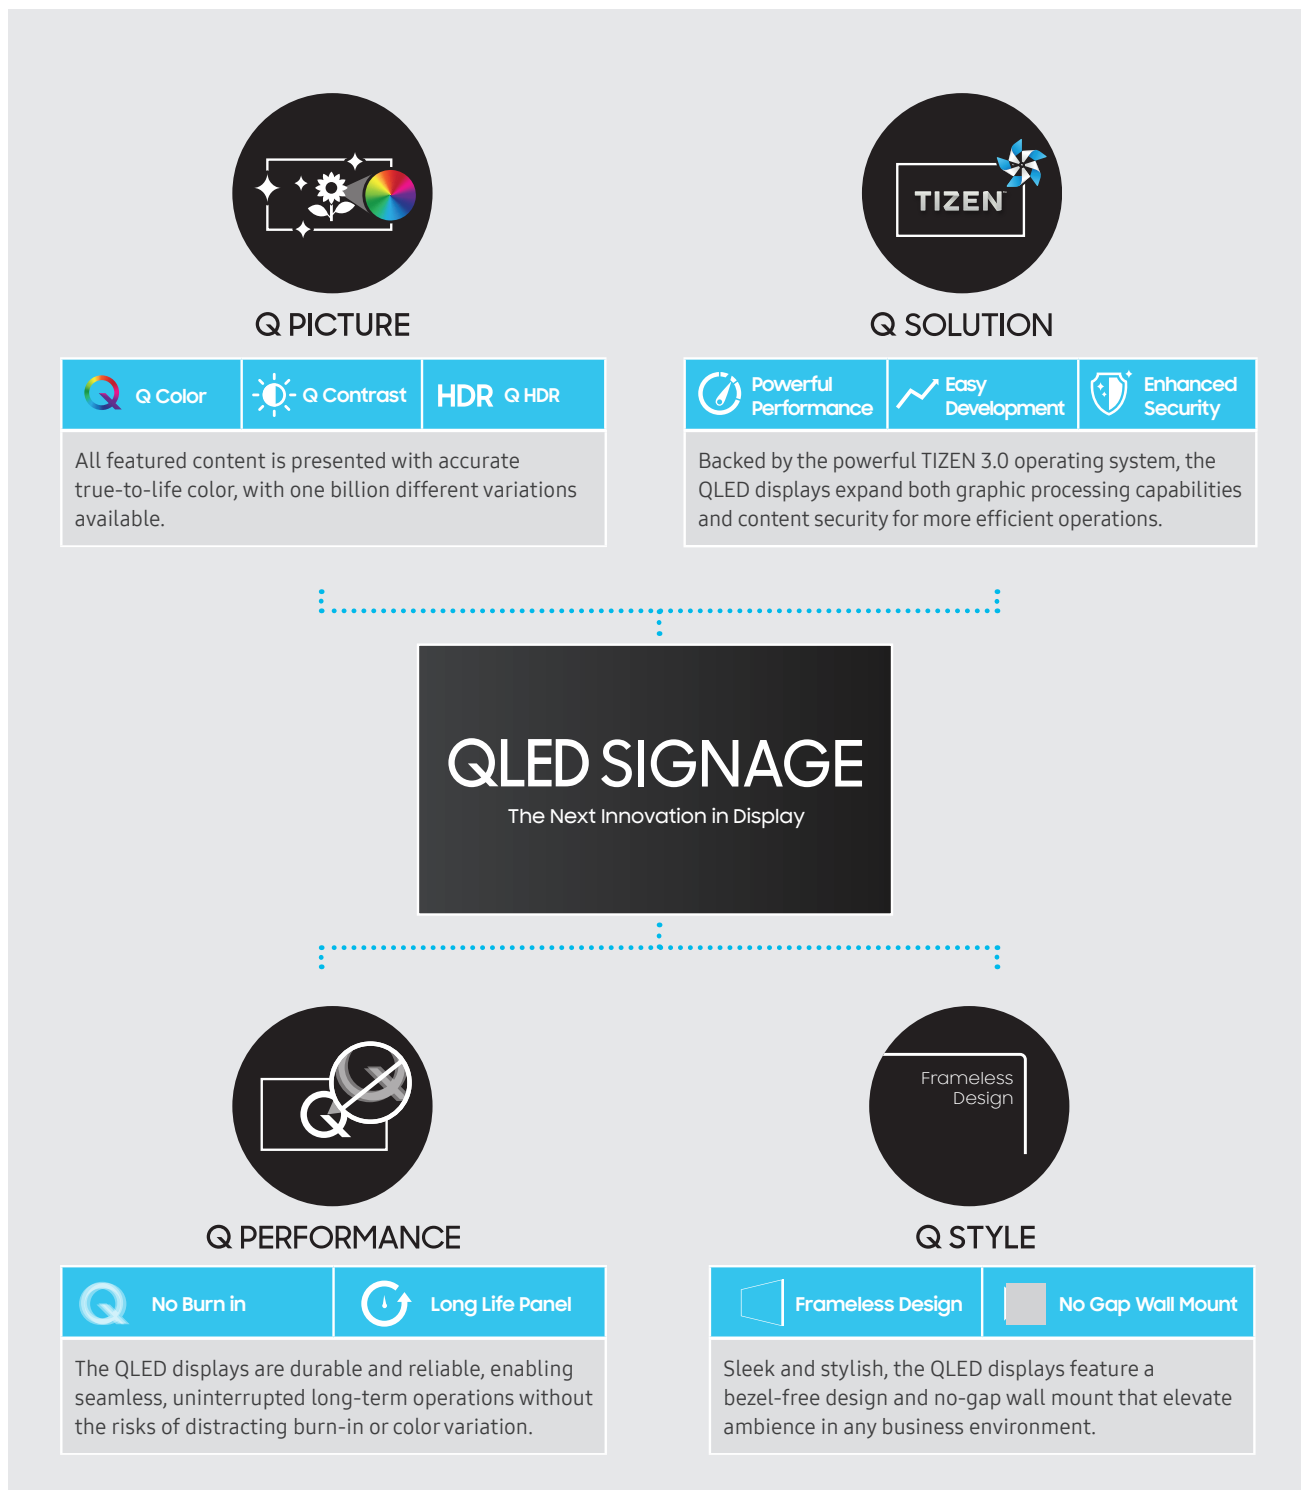 TIZEN™
Q PICTURE
Q SOLUTION
Q Color
Q Contrast
HDR Q HDR
All featured content is presented with accurate
true-to-life color, with one billion different variations
available.
Powerful
Performance
Easy
Development
Enhanced
Security
Backed by the powerful TIZEN 3.0 operating system, the
QLED displays expand both graphic processing capabilities
and content security for more efficient operations.
QLED SIGNAGE
The Next Innovation in Display
Q
Q
Frameless
Design
Q PERFORMANCE
Q STYLE
Q No Burn in
Long Life Panel
The QLED displays are durable and reliable, enabling
seamless, uninterrupted long-term operations without
the risks of distracting burn-in or color variation.
Frameless Design
No Gap Wall Mount
Sleek and stylish, the QLED displays feature a
bezel-free design and no-gap wall mount that elevate
ambience in any business environment.